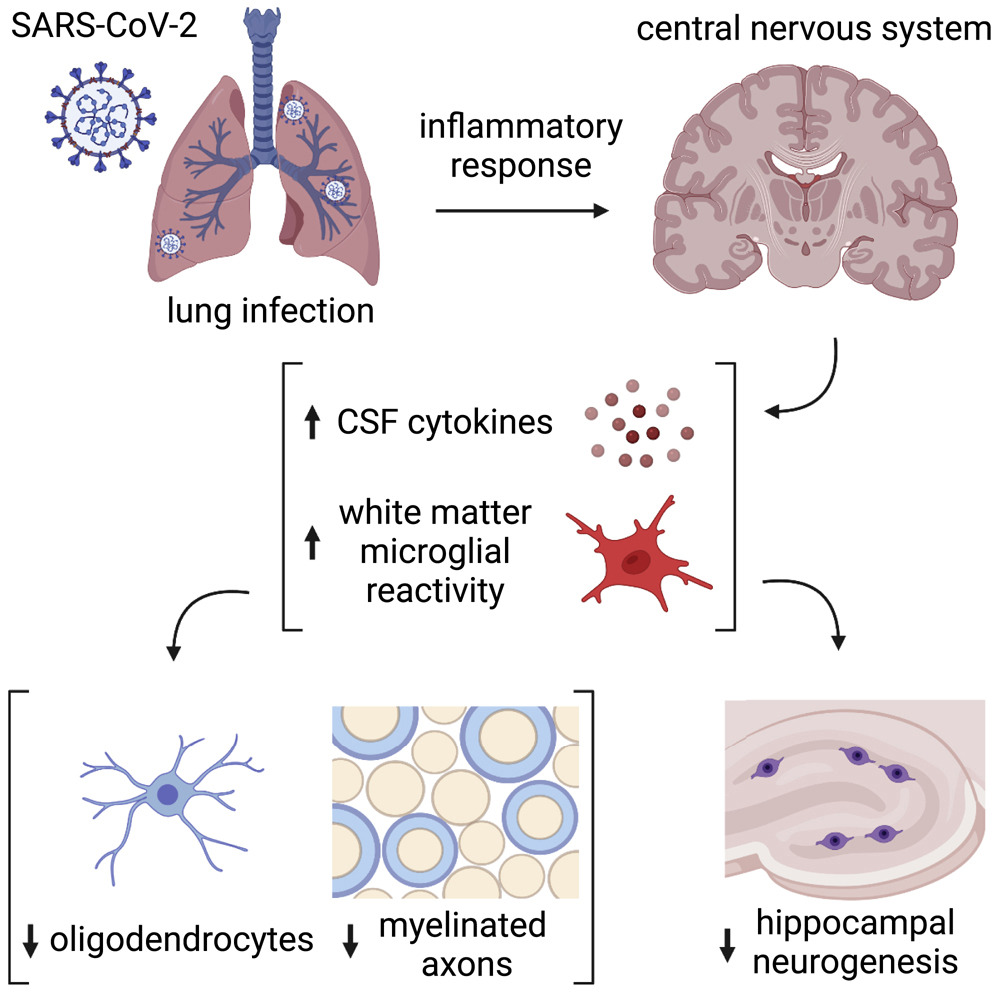 SARS-CoV-2
central nervous system
inflammatory
response
lung infection
CSF cytokines
white matter
microglial
reactivity
oligodendrocytes
myelinated
axons
hippocampal
neurogenesis